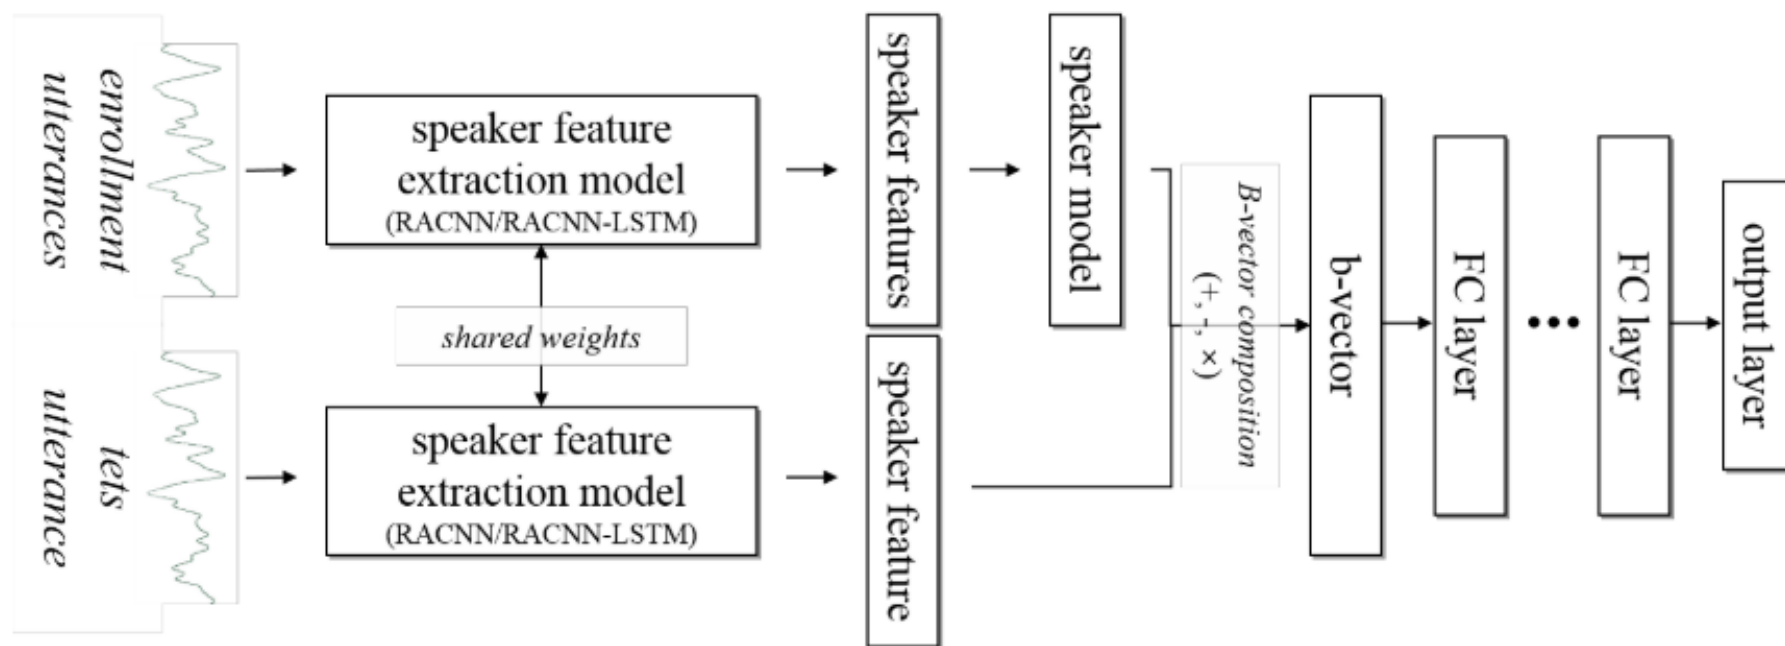 enrollment
utterances
speaker feature
extraction model
(RACNN/RACNN-LSTM)
speaker features
speaker model
shared weights
tets
utterance
speaker feature
extraction model
(RACNN/RACNN-LSTM)
speaker feature
B-vector composition
(+, -, ×)
b-vector
FC layer
•••
FC layer
output layer